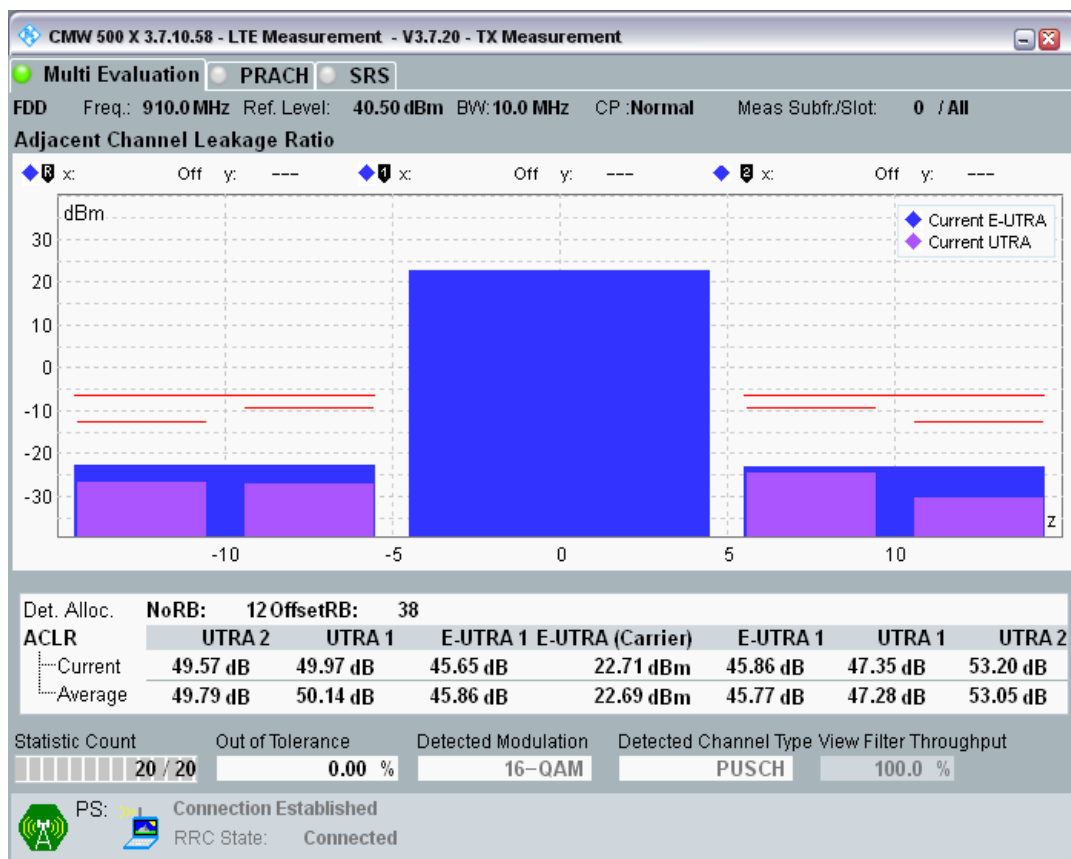 CMW 500 X 3.7.10.58 - LTE Measurement - V3.7.20 - TX Measurement
Multi Evaluation PRACH SRS
FDD Freq.: 910.0 MHz Ref. Level: 40.50 dBm BW: 10.0 MHz CP :Normal Meas Subfr./Slot: 0 / All
Adjacent Channel Leakage Ratio
R x: Off y: --- 1 x: Off y: --- 2 x: Off y: ---
dBm
Current E-UTRA
Current UTRA
30
20
10
0
-10
-20
-30
z
-10 -5 0 5 10
Det. Alloc. NoRB: 12 OffsetRB: 38
ACLR UTRA 2 UTRA 1 E-UTRA 1 E-UTRA (Carrier) E-UTRA 1 UTRA 1 UTRA 2
Current 49.57 dB 49.97 dB 45.65 dB 22.71 dBm 45.86 dB 47.35 dB 53.20 dB
Average 49.79 dB 50.14 dB 45.86 dB 22.69 dBm 45.77 dB 47.28 dB 53.05 dB
Statistic Count Out of Tolerance Detected Modulation Detected Channel Type View Filter Throughput
20 / 20 0.00 % 16-QAM PUSCH 100.0 %
PS: Connection Established
RRC State: Connected